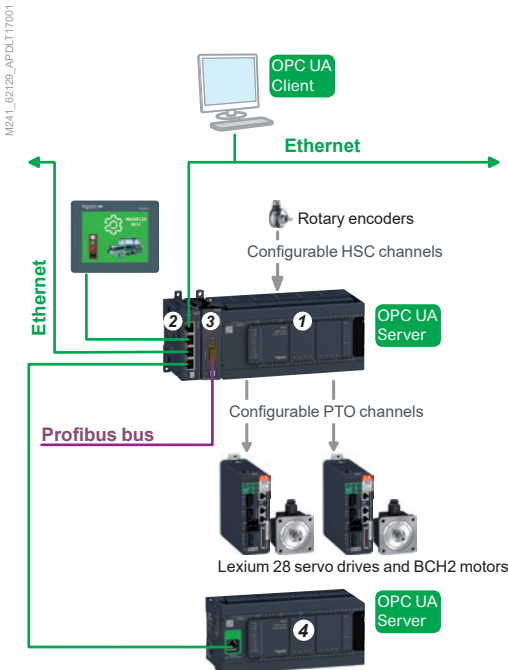 M241_62129_APDLT17001
OPC UA
Client
Ethernet
Rotary encoders
Configurable HSC channels
Ethernet
2
3
1
OPC UA
Server
Configurable PTO channels
Profibus bus
Lexium 28 servo drives and BCH2 motors
OPC UA
Server
4